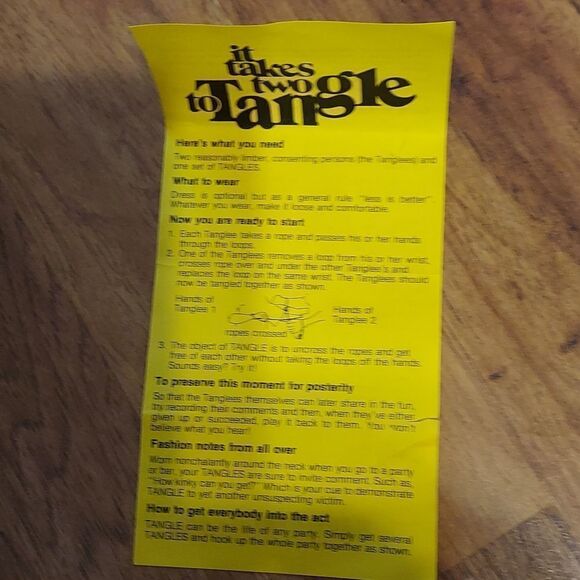 it
takes
two
to Tangle
Here's what you need
Two reasonably limber, consenting persons (the Tanglees) and
one set of TANGLES.
What to wear
Dress is optional but as a general rule "less is better".
Whatever you wear, make it loose and comfortable.
Now you are ready to start
1. Each Tanglee takes a rope and passes his or her hands
through the loops.
2. One of the Tanglees removes a loop from his or her wrist,
crosses rope over and under the other Tanglee's and
replaces the loop on the same wrist. The Tanglees should
now be tangled together as shown.
Hands of
Tanglee 1
Hands of
Tanglee 2
ropes crossed
3. The object of TANGLE is to uncross the ropes and get
free of each other without taking the loops off the hands.
Sounds easy? Try it!
To preserve this moment for posterity
So that the Tanglees themselves can later share in the fun,
try recording their comments and then, when they've either
given up or succeeded, play it back to them. You won't
believe what you hear!
Fashion notes from all over
Worn nonchalantly around the neck when you go to a party
or bar, your TANGLES are sure to invite comment. Such as,
"How kinky can you get?" Which is your cue to demonstrate
TANGLE to yet another unsuspecting victim.
How to get everybody into the act
TANGLE can be the life of any party. Simply get several
TANGLES and hook up the whole party together as shown.